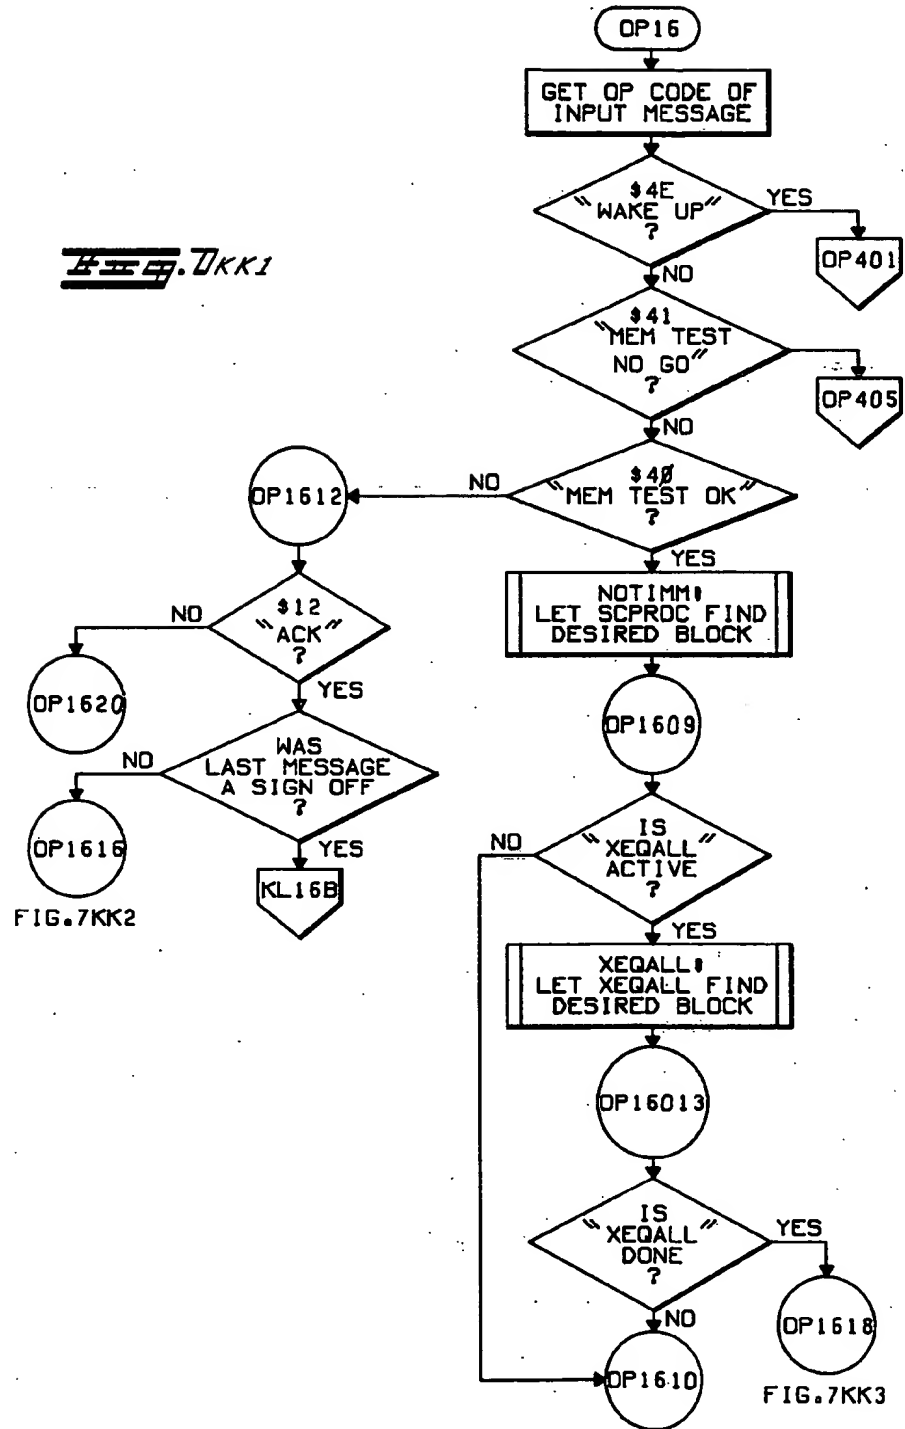 OP16
GET OP CODE OF
INPUT MESSAGE
$4E
"WAKE UP"
?
YES
OP401
NO
Fig. 7KK1
$41
"MEM TEST
NO GO"
?
OP405
NO
$40
"MEM TEST OK"
?
NO
OP1612
YES
NOTIMM:
LET SCPROC FIND
DESIRED BLOCK
$12
"ACK"
?
NO
OP1620
YES
OP1609
WAS
LAST MESSAGE
A SIGN OFF
?
NO
OP1616
FIG.7KK2
YES
KL16B
IS
"XEQALL"
ACTIVE
?
NO
YES
XEQALL:
LET XEQALL FIND
DESIRED BLOCK
OP16013
IS
"XEQALL"
DONE
?
YES
OP1618
FIG.7KK3
NO
OP1610